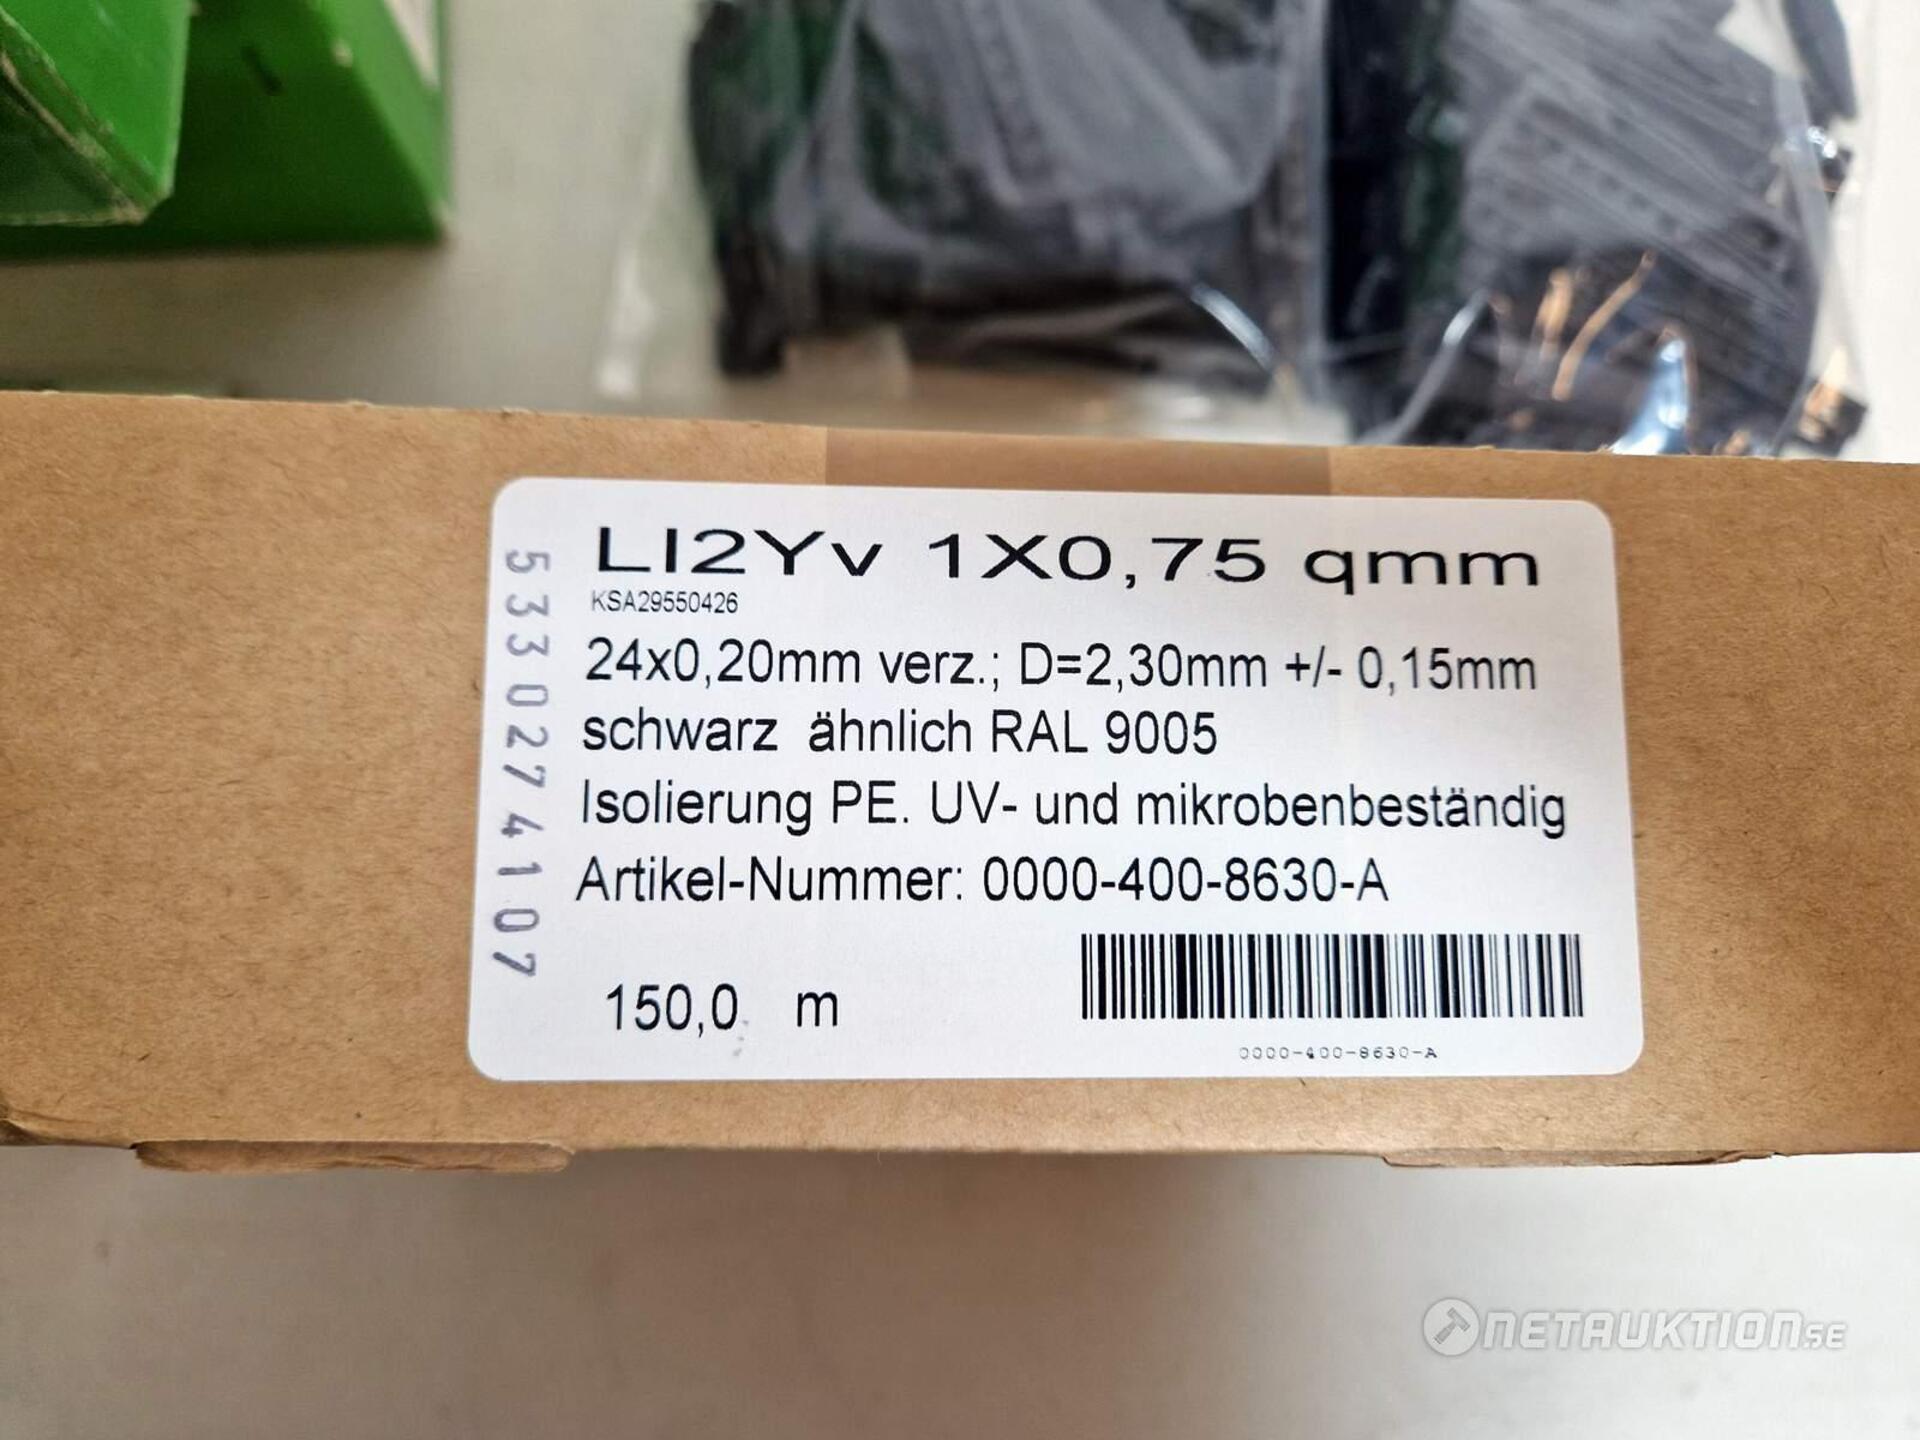 LI2Yv 1X0,75 qmm
KSA29550426
24x0,20mm verz.; D=2,30mm +/- 0,15mm
schwarz ähnlich RAL 9005
Isolierung PE. UV- und mikrobenbeständig
Artikel-Nummer: 0000-400-8630-A
150,0 m
0000-400-8630-A
5330274107
NETAUKTION.SE